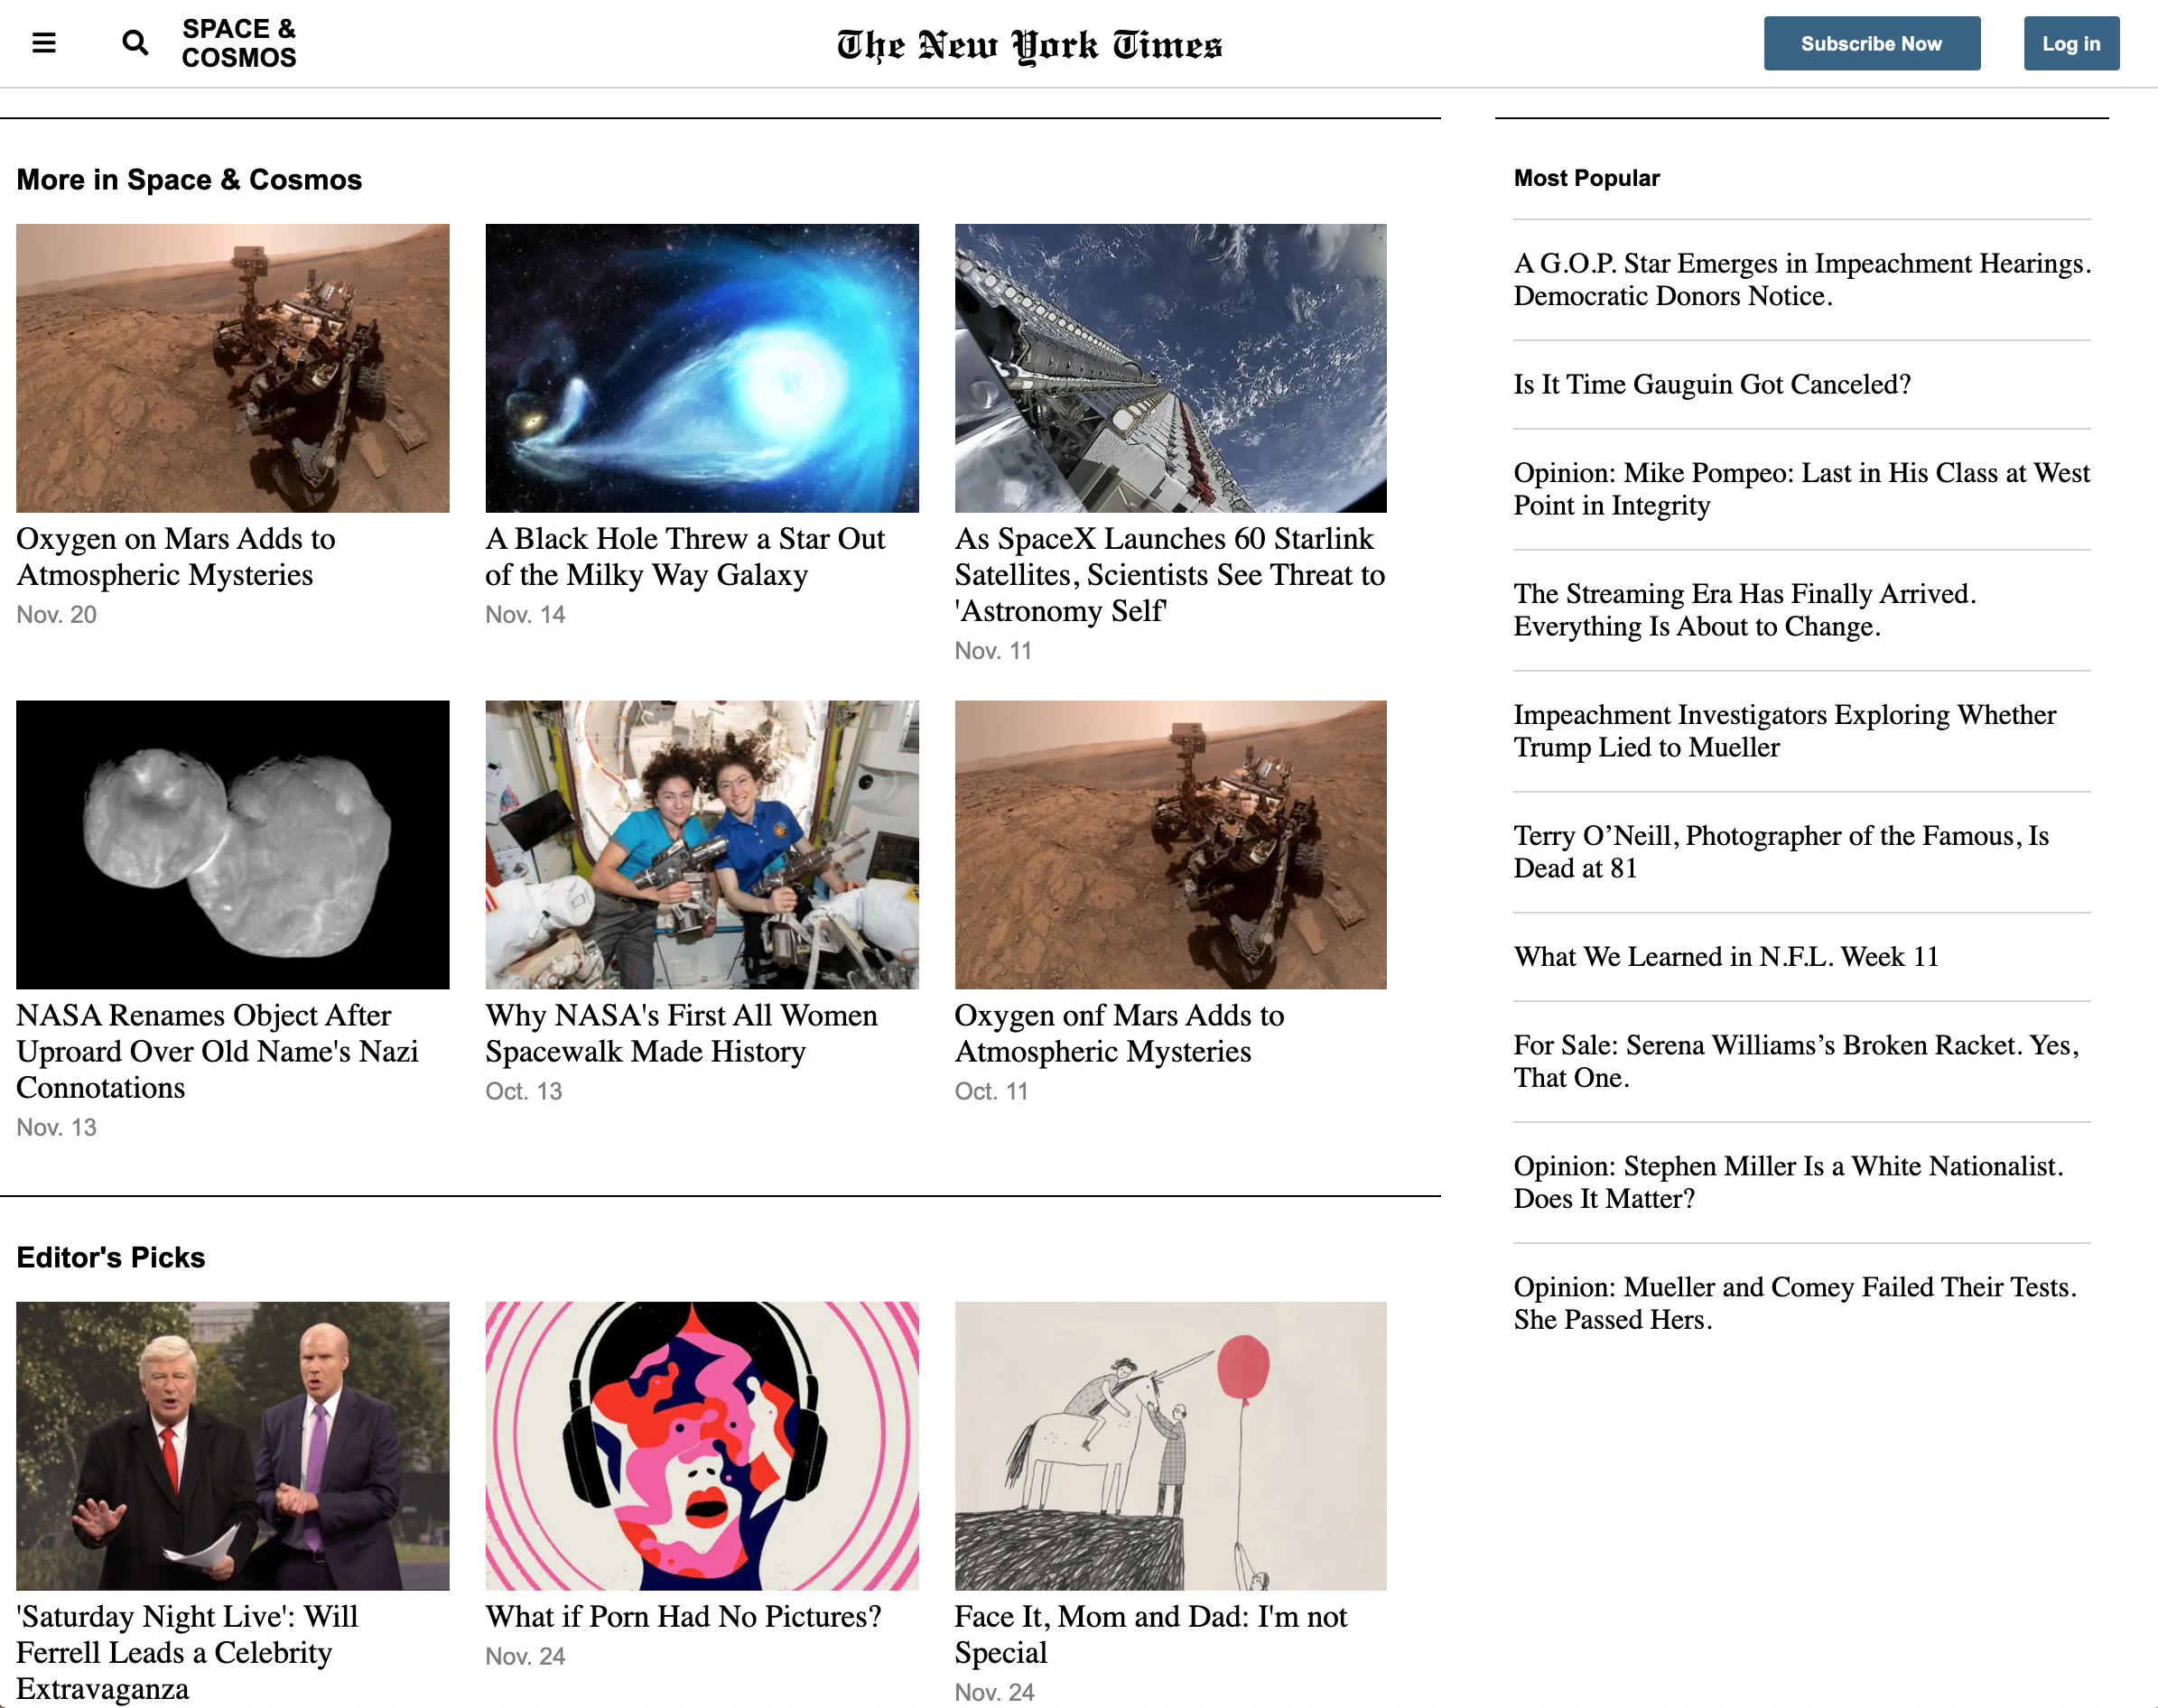 SPACE &
COSMOS
The New York Times
Subscribe Now
Log in
More in Space & Cosmos
Oxygen on Mars Adds to
Atmospheric Mysteries
Nov. 20
A Black Hole Threw a Star Out
of the Milky Way Galaxy
Nov. 14
As SpaceX Launches 60 Starlink
Satellites, Scientists See Threat to
'Astronomy Self'
Nov. 11
NASA Renames Object After
Uproard Over Old Name's Nazi
Connotations
Nov. 13
Why NASA's First All Women
Spacewalk Made History
Oct. 13
Oxygen onf Mars Adds to
Atmospheric Mysteries
Oct. 11
Editor's Picks
'Saturday Night Live': Will
Ferrell Leads a Celebrity
Extravaganza
What if Porn Had No Pictures?
Nov. 24
Face It, Mom and Dad: I'm not
Special
Nov. 24
Most Popular
A G.O.P. Star Emerges in Impeachment Hearings.
Democratic Donors Notice.
Is It Time Gauguin Got Canceled?
Opinion: Mike Pompeo: Last in His Class at West
Point in Integrity
The Streaming Era Has Finally Arrived.
Everything Is About to Change.
Impeachment Investigators Exploring Whether
Trump Lied to Mueller
Terry O’Neill, Photographer of the Famous, Is
Dead at 81
What We Learned in N.F.L. Week 11
For Sale: Serena Williams’s Broken Racket. Yes,
That One.
Opinion: Stephen Miller Is a White Nationalist.
Does It Matter?
Opinion: Mueller and Comey Failed Their Tests.
She Passed Hers.